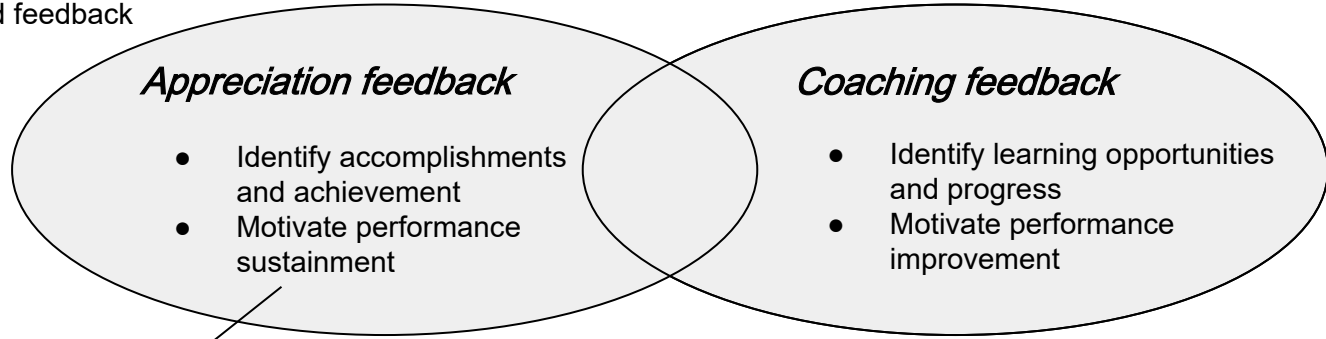 feedback
Appreciation feedback
Coaching feedback
● Identify accomplishments
and achievement
● Motivate performance
sustainment
● Identify learning opportunities
and progress
● Motivate performance
improvement